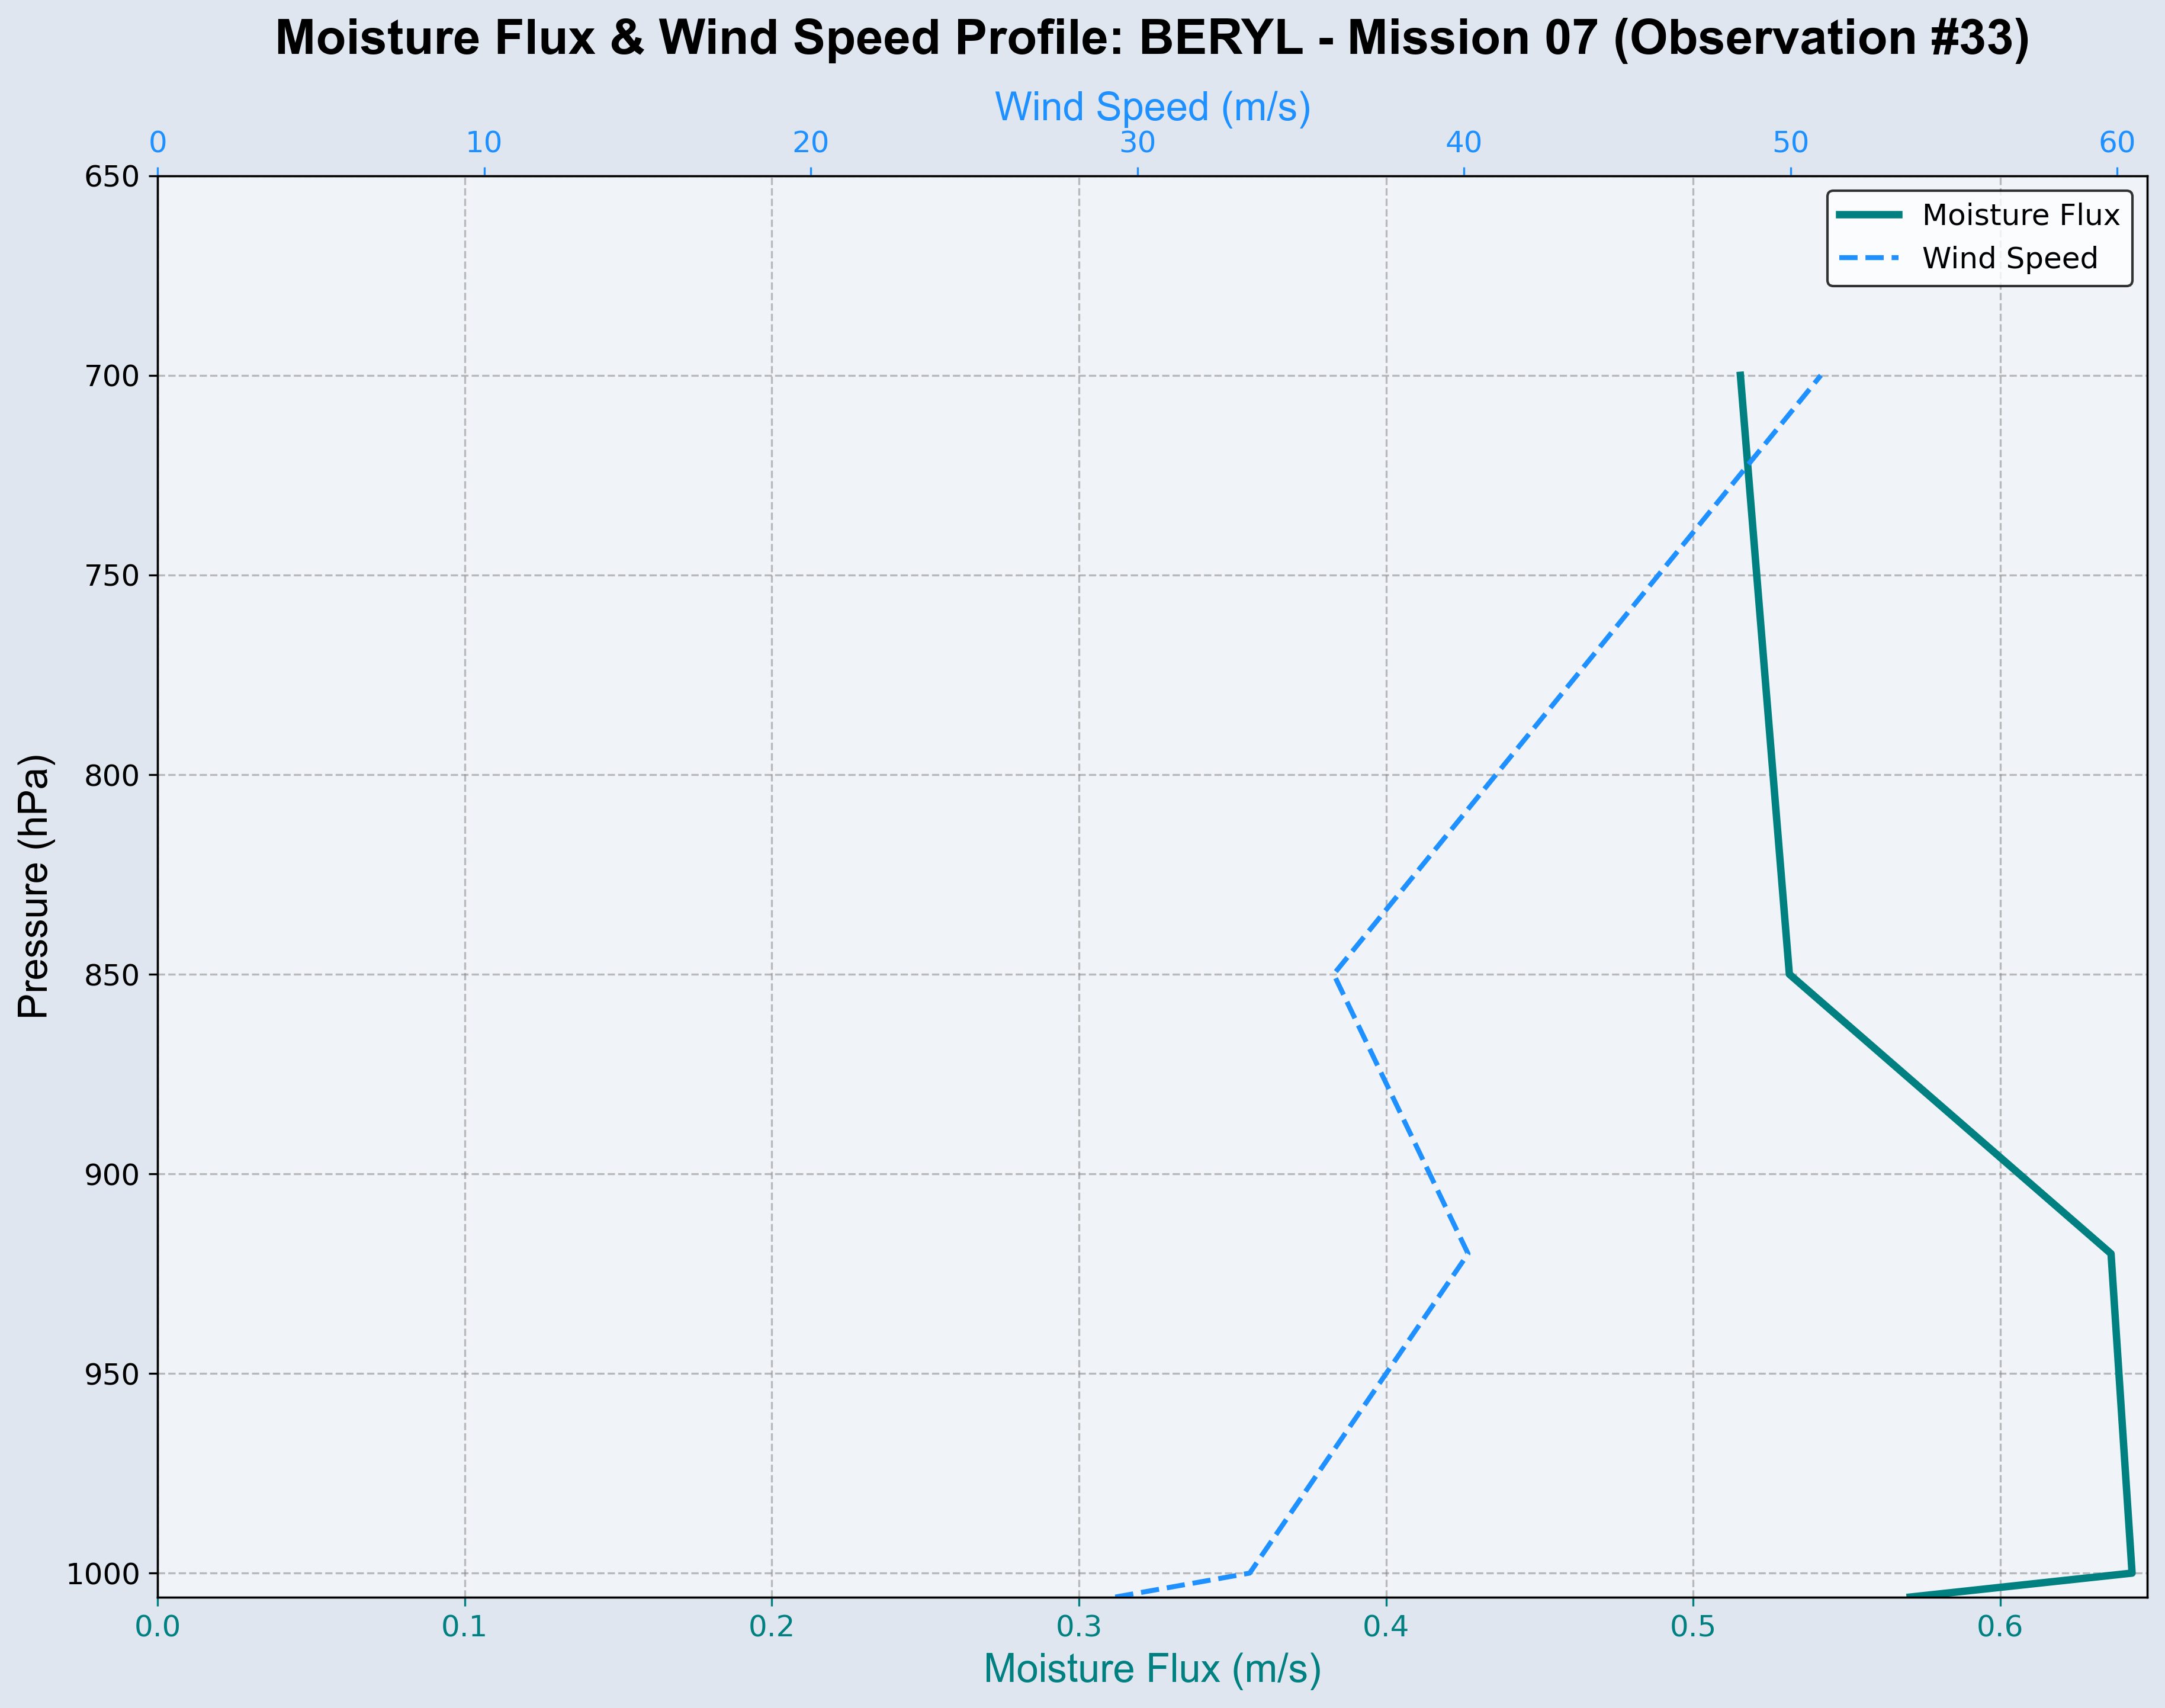 Moisture Flux & Wind Speed Profile: BERYL - Mission 07 (Observation #33)
Wind Speed (m/s)
0 10 20 30 40 50 60
Moisture Flux
Wind Speed
Pressure (hPa)
650
700
750
800
850
900
950
1000
0.0 0.1 0.2 0.3 0.4 0.5 0.6
Moisture Flux (m/s)